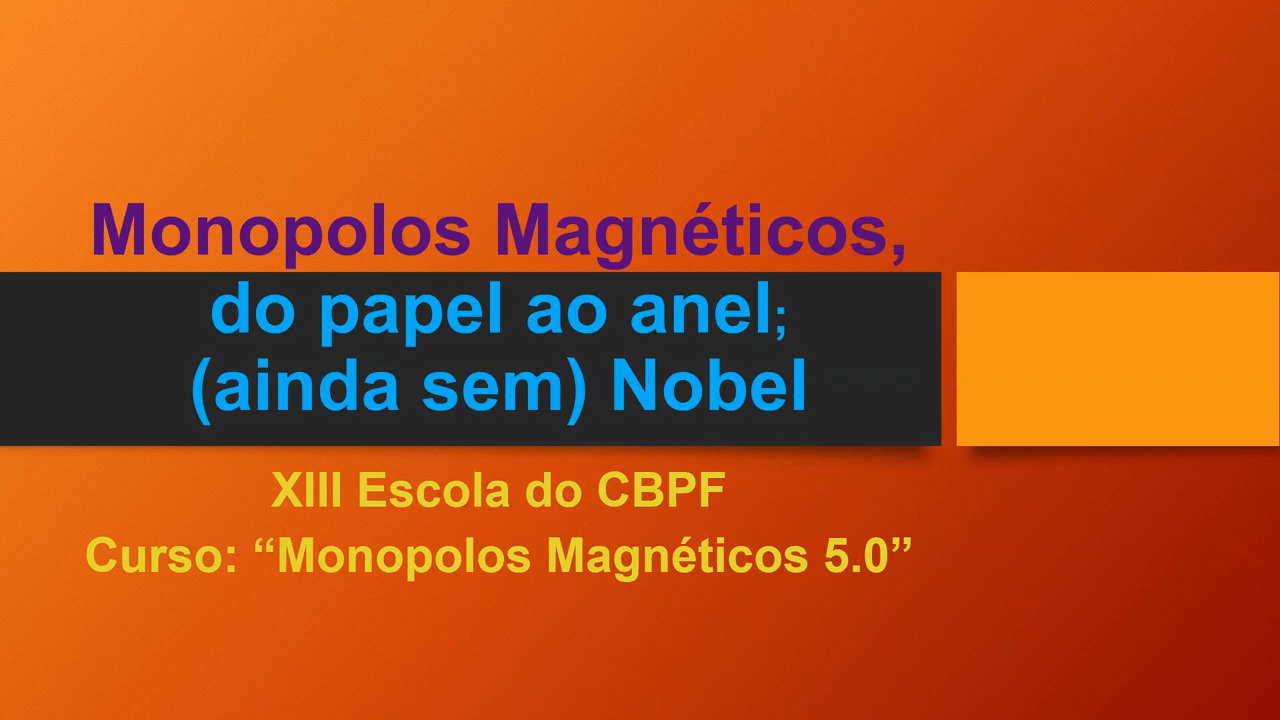 Monopolos Magnéticos,
do papel ao anel;
(ainda sem) Nobel
XIII Escola do CBPF
Curso: “Monopolos Magnéticos 5.0”